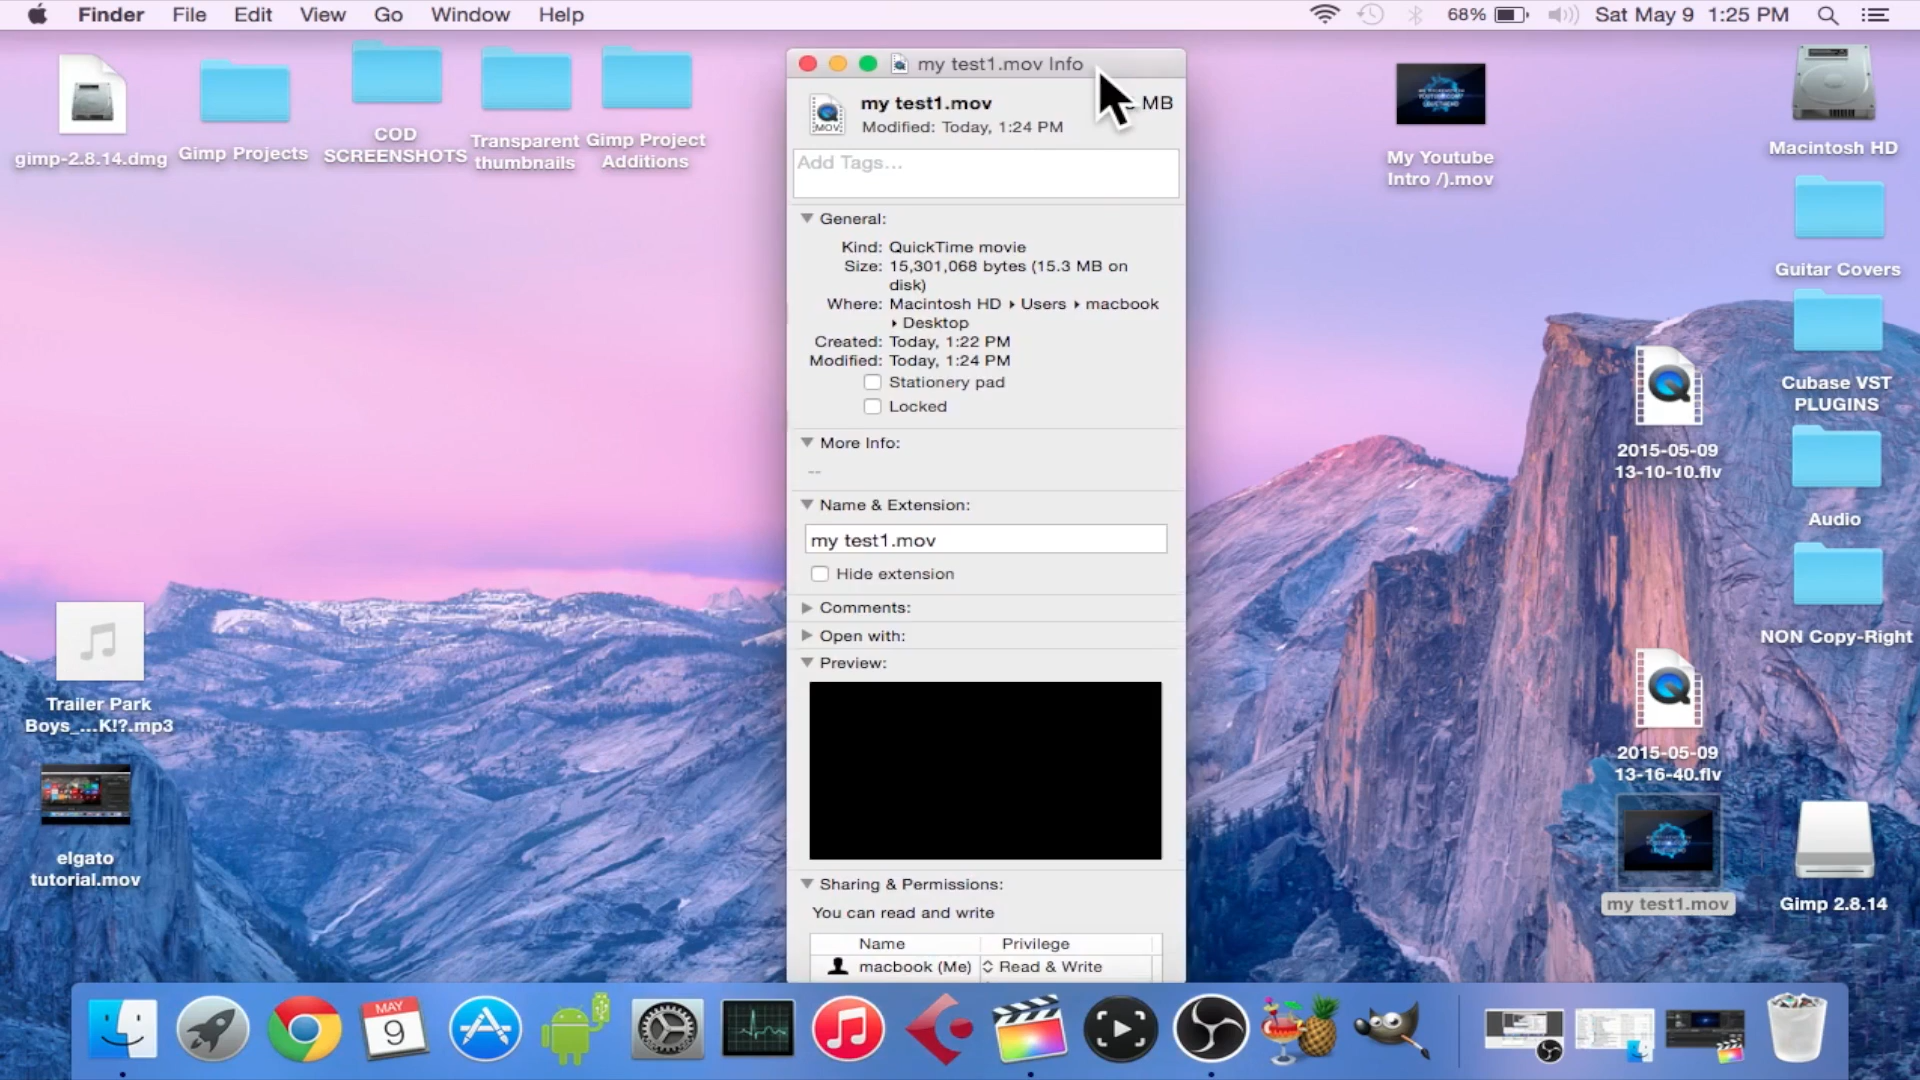 Finder File Edit View Go Window Help 68% Sat May 9 1:25 PM
gimp-2.8.14.dmg
Gimp Projects
COD
SCREENSHOTS
Transparent
thumbnails
Gimp Project
Additions
my test1.mov Info
my test1.mov MB
Modified: Today, 1:24 PM
Add Tags...
General:
Kind: QuickTime movie
Size: 15,301,068 bytes (15.3 MB on
disk)
Where: Macintosh HD ▸ Users ▸ macbook
▸ Desktop
Created: Today, 1:22 PM
Modified: Today, 1:24 PM
Stationery pad
Locked
More Info:
--
Name & Extension:
my test1.mov
Hide extension
Comments:
Open with:
Preview:
Sharing & Permissions:
You can read and write
Name Privilege
macbook (Me) Read & Write
My Youtube
Intro /).mov
Macintosh HD
Guitar Covers
Cubase VST
PLUGINS
2015-05-09
13-10-10.flv
Audio
NON Copy-Right
2015-05-09
13-16-40.flv
my test1.mov
Gimp 2.8.14
Trailer Park
Boys_...K!?.mp3
elgato
tutorial.mov
MOV
MAY
9